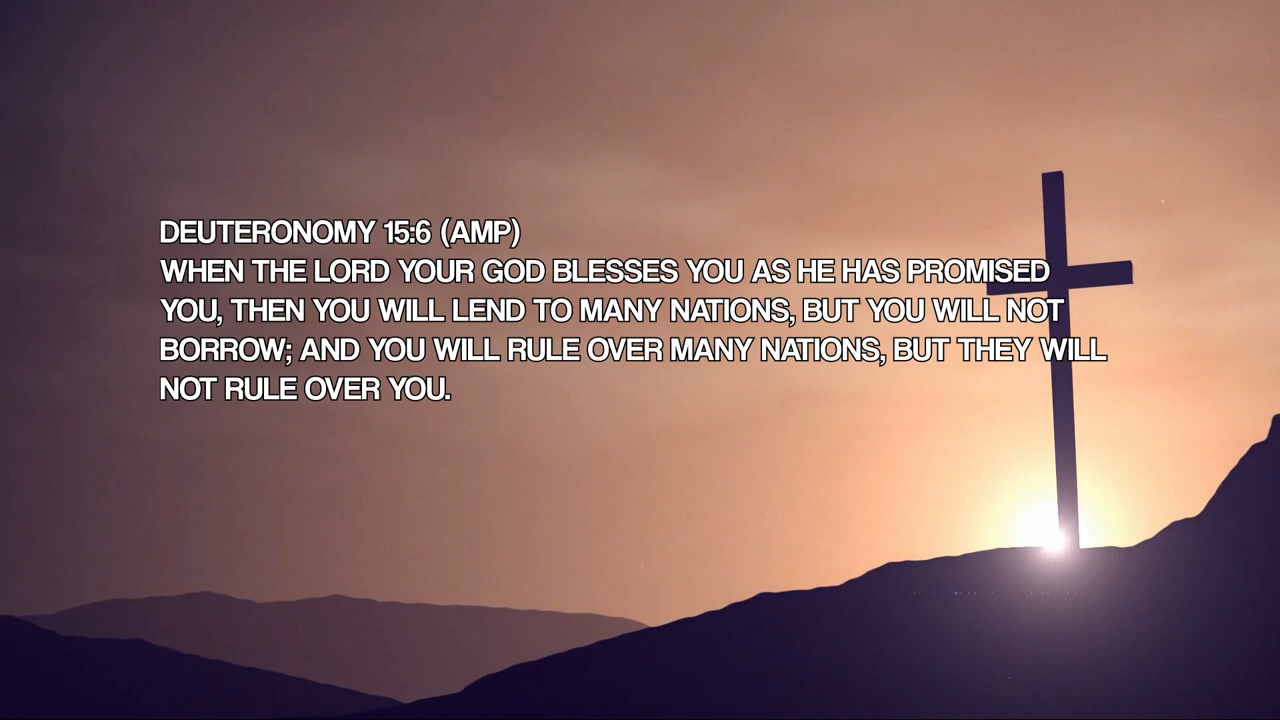 DEUTERONOMY 15:6 (AMP)
WHEN THE LORD YOUR GOD BLESSES YOU AS HE HAS PROMISED
YOU, THEN YOU WILL LEND TO MANY NATIONS, BUT YOU WILL NOT
BORROW; AND YOU WILL RULE OVER MANY NATIONS, BUT THEY WILL
NOT RULE OVER YOU.